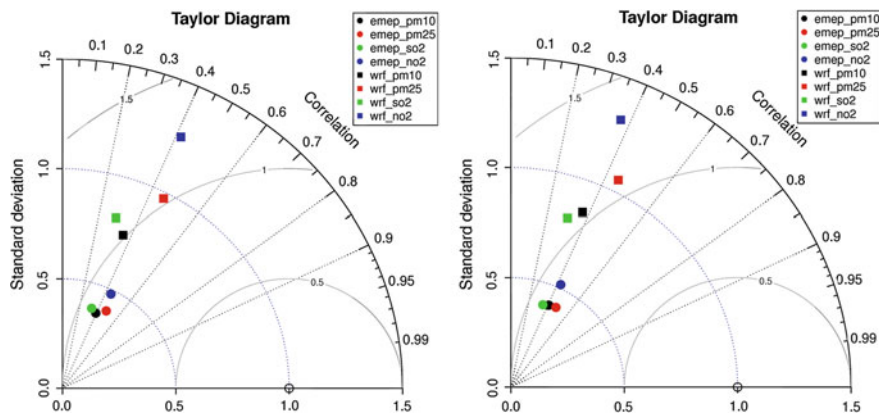 Taylor Diagram
emep_pm10
emep_pm25
emep_so2
emep_no2
wrf_pm10
wrf_pm25
wrf_so2
wrf_no2
Standard deviation
Correlation
1.5
1.0
0.5
0.0
0.0
0.5
1.0
1.5
0.1
0.2
0.3
0.4
0.5
0.6
0.7
0.8
0.9
0.95
0.99
1.5
1
0.5
Taylor Diagram
emep_pm10
emep_pm25
emep_so2
emep_no2
wrf_pm10
wrf_pm25
wrf_so2
wrf_no2
Standard deviation
Correlation
1.5
1.0
0.5
0.0
0.0
0.5
1.0
1.5
0.1
0.2
0.3
0.4
0.5
0.6
0.7
0.8
0.9
0.95
0.99
1.5
1
0.5